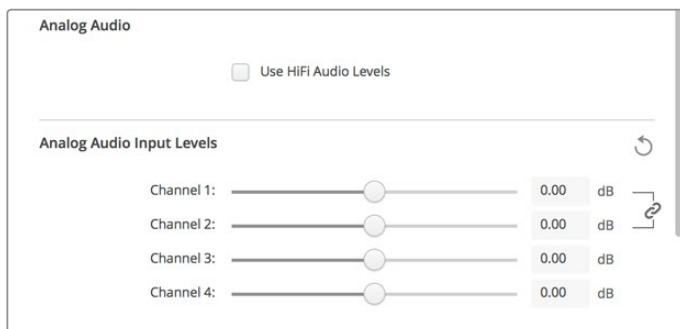 Analog Audio
Use HiFi Audio Levels
Analog Audio Input Levels
Channel 1: 0.00 dB
Channel 2: 0.00 dB
Channel 3: 0.00 dB
Channel 4: 0.00 dB